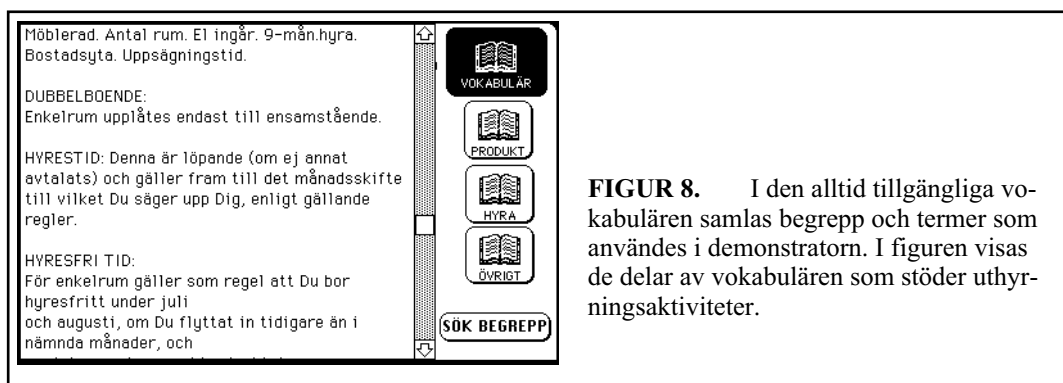 Möblerad. Antal rum. El ingår. 9-mån.hyra.
Bostadsyta. Uppsägningstid.
DUBBELBOENDE:
Enkelrum upplåtes endast till ensamstående.
HYRESTID: Denna är löpande (om ej annat
avtalats) och gäller fram till det månadsskifte
till vilket Du säger upp Dig, enligt gällande
regler.
HYRESFRI TID:
För enkelrum gäller som regel att Du bor
hyresfritt under juli
och augusti, om Du flyttat in tidigare än i
nämnda månader, och
VOKABULÄR
PRODUKT
HYRA
ÖVRIGT
SÖK BEGREPP
FIGUR 8. I den alltid tillgängliga vo-
kabulären samlas begrepp och termer som
användes i demonstratorn. I figuren visas
de delar av vokabulären som stöder uthyr-
ningsaktiviteter.